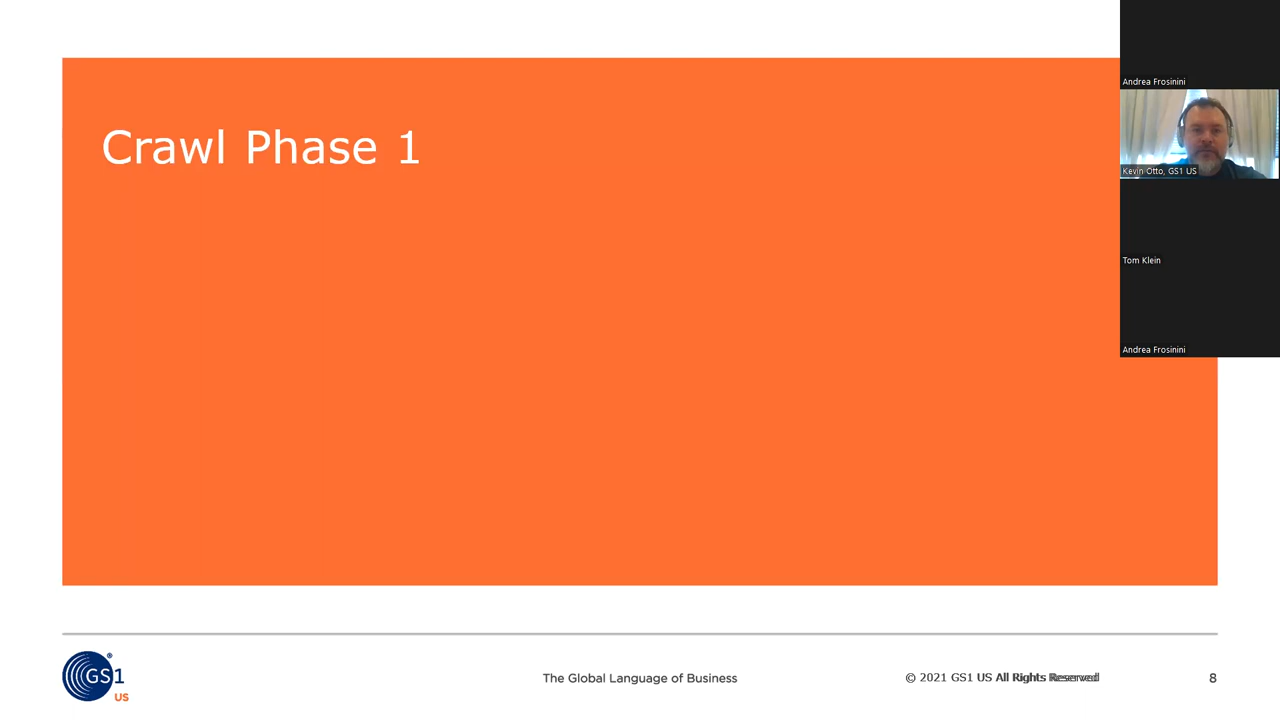 Andrea Frosinini
Crawl Phase 1
Kevin Otto, GS1 US
Tom Klein
Andrea Frosinini
GS1
US
The Global Language of Business
© 2021 GS1 US All Rights Reserved
8